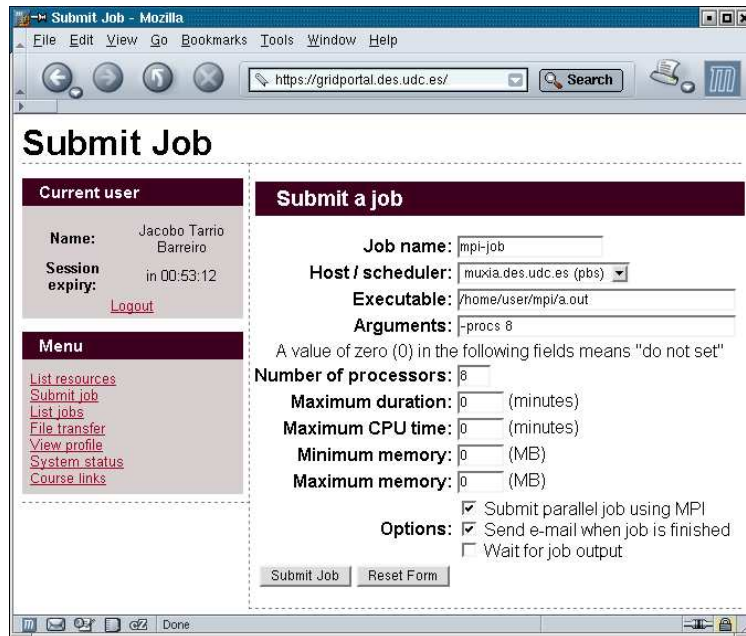 Submit Job - Mozilla
File Edit View Go Bookmarks Tools Window Help
https://gridportal.des.udc.es/ Search
Submit Job
Current user
Name: Jacobo Tarrio Barreiro
Session expiry: in 00:53:12
Logout
Menu
List resources
Submit job
List jobs
File transfer
View profile
System status
Course links
Submit a job
Job name: mpi-job
Host / scheduler: muxia.des.udc.es (pbs)
Executable: /home/user/mpi/a.out
Arguments: -procs 8
A value of zero (0) in the following fields means "do not set"
Number of processors: 8
Maximum duration: 0 (minutes)
Maximum CPU time: 0 (minutes)
Minimum memory: 0 (MB)
Maximum memory: 0 (MB)
Options: Submit parallel job using MPI
Send e-mail when job is finished
Wait for job output
Submit Job Reset Form
Done